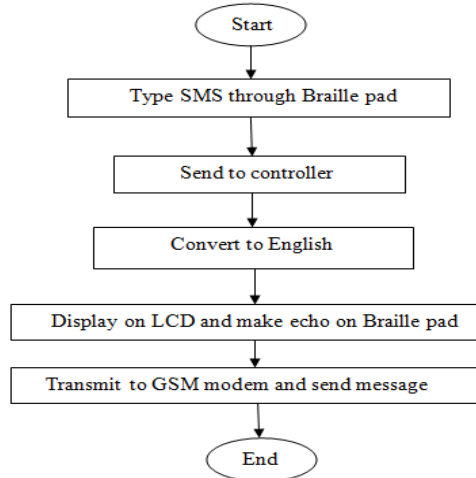 Start
Type SMS through Braille pad
Send to controller
Convert to English
Display on LCD and make echo on Braille pad
Transmit to GSM modem and send message
End